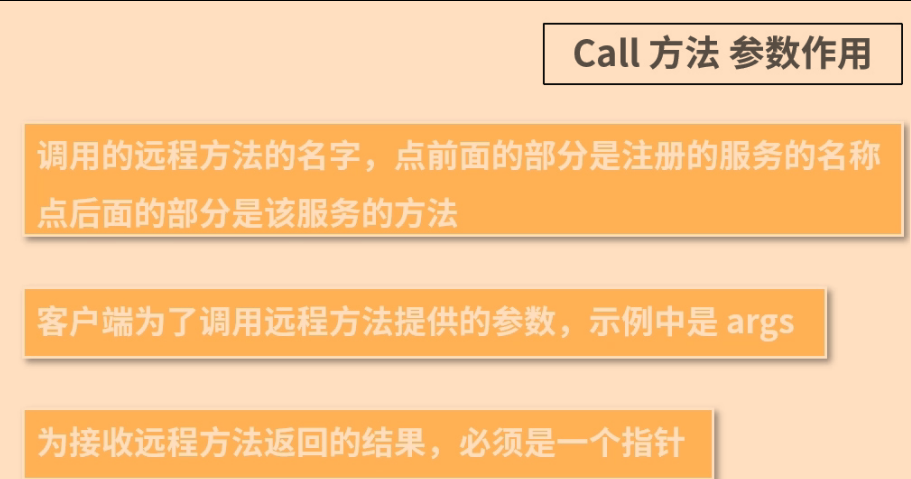 Call 方法 参数作用
调用的远程方法的名字，点前面的部分是注册的服务的名称
点后面的部分是该服务的方法
客户端为了调用远程方法提供的参数，示例中是 args
为接收远程方法返回的结果，必须是一个指针